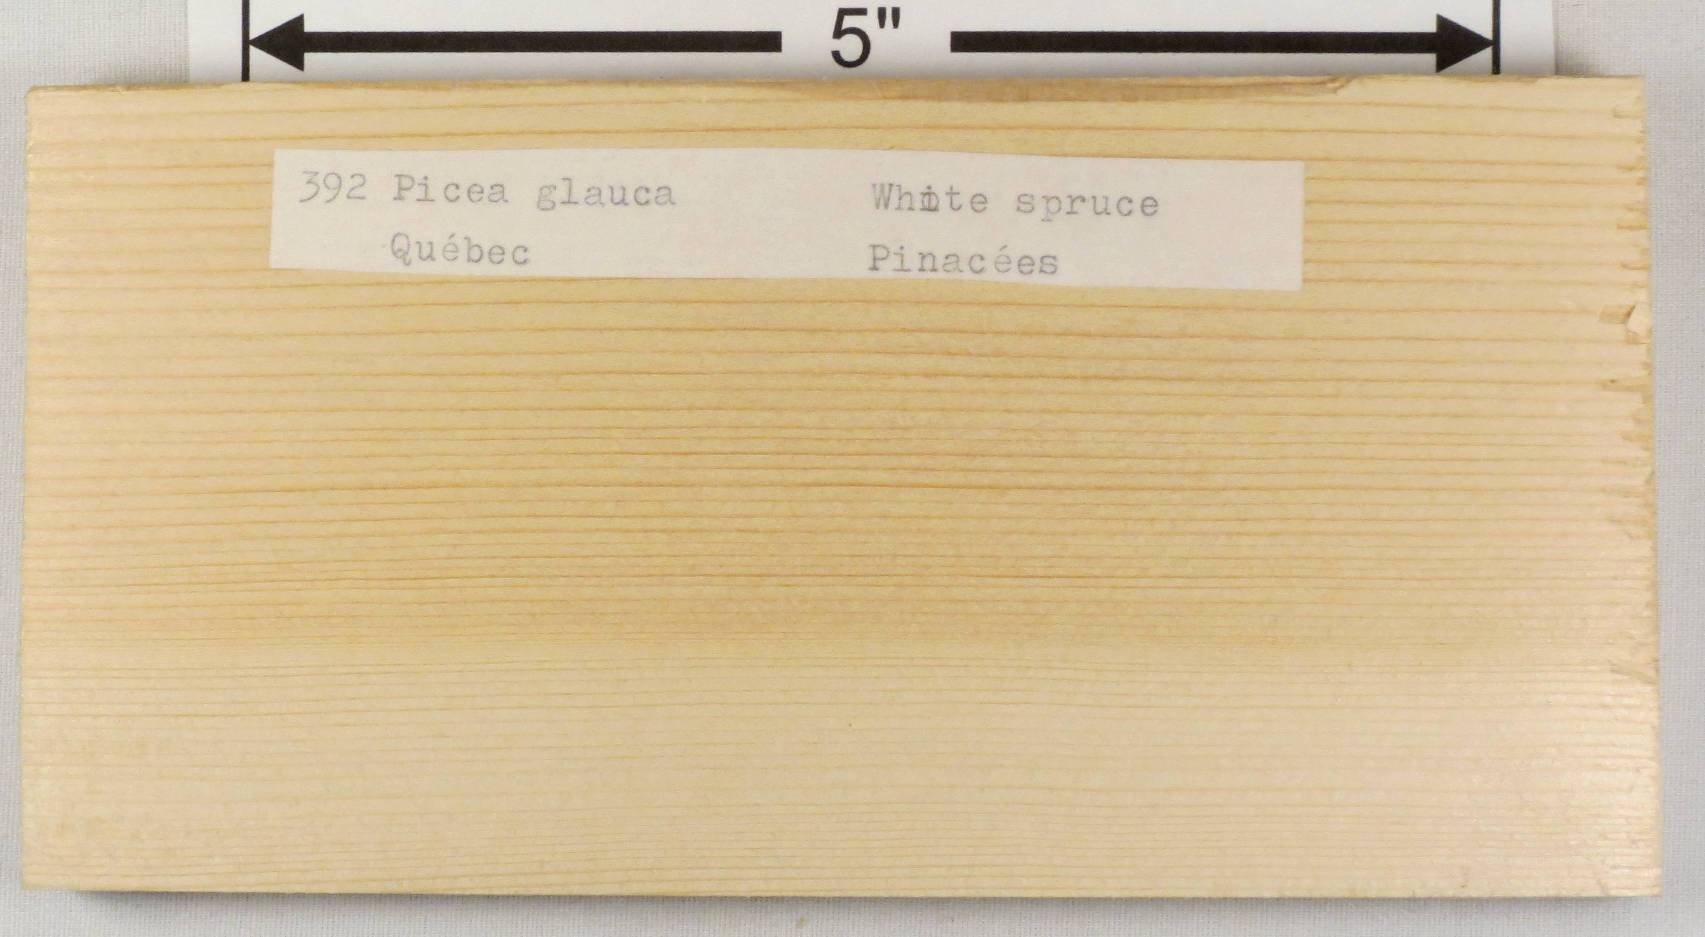 5"
392 Picea glauca White spruce
Québec Pinacées